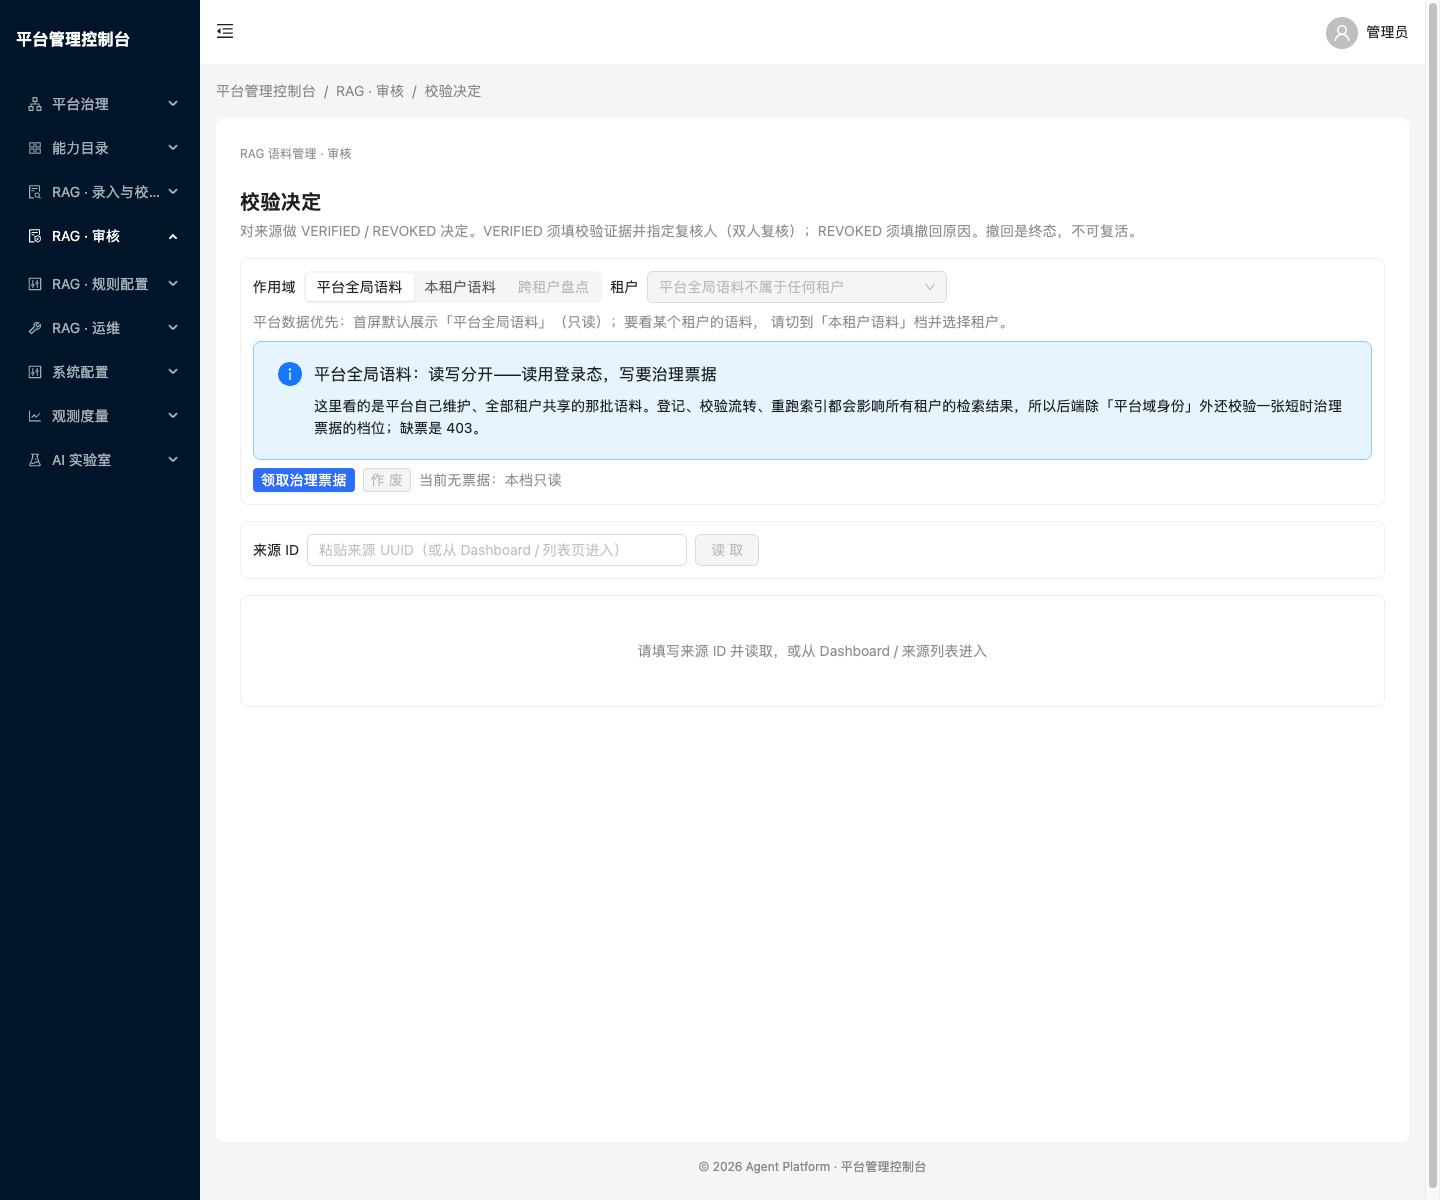 平台管理控制台
管理员
平台治理
能力目录
RAG · 录入与校...
RAG · 审核
RAG · 规则配置
RAG · 运维
系统配置
观测度量
AI 实验室
平台管理控制台 / RAG · 审核 / 校验决定
RAG 语料管理 · 审核
校验决定
对来源做 VERIFIED / REVOKED 决定。VERIFIED 须填校验证据并指定复核人（双人复核）；REVOKED 须填撤回原因。撤回是终态，不可复活。
作用域 平台全局语料 本租户语料 跨租户盘点 租户 平台全局语料不属于任何租户
平台数据优先：首屏默认展示「平台全局语料」（只读）；要看某个租户的语料， 请切到「本租户语料」档并选择租户。
平台全局语料：读写分开——读用登录态，写要治理票据
这里看的是平台自己维护、全部租户共享的那批语料。登记、校验流转、重跑索引都会影响所有租户的检索结果，所以后端除「平台域身份」外还校验一张短时治理
票据的档位；缺票是 403。
领取治理票据 作 废 当前无票据：本档只读
来源 ID 粘贴来源 UUID（或从 Dashboard / 列表页进入） 读 取
请填写来源 ID 并读取，或从 Dashboard / 来源列表进入
© 2026 Agent Platform · 平台管理控制台